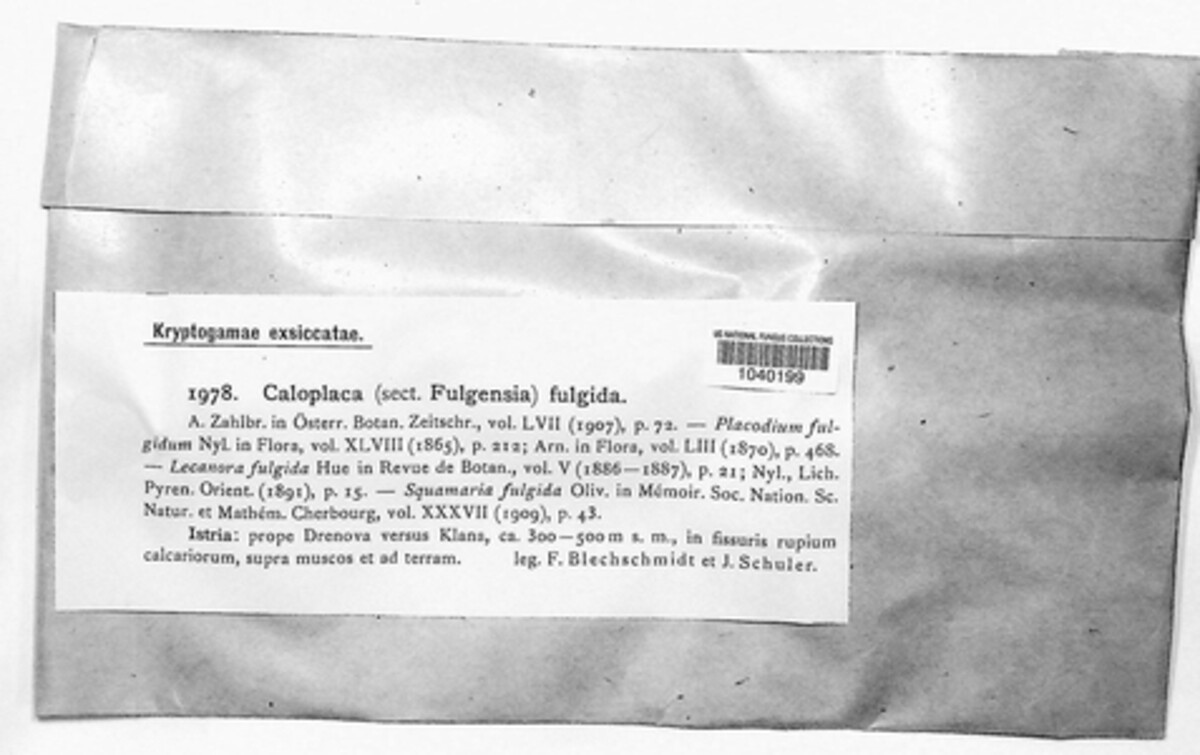 Kryptogamae exsiccatae.
US NATIONAL FUNGUS COLLECTIONS
1040199
1978. Caloplaca (sect. Fulgensia) fulgida.
A. Zahlbr. in Österr. Botan. Zeitschr., vol. LVII (1907), p. 72. — Placodium ful-
gidum Nyl. in Flora, vol. XLVIII (1865), p. 212; Arn. in Flora, vol. LIII (1870), p. 468.
— Lecanora fulgida Hue in Revue de Botan., vol. V (1886—1887), p. 21; Nyl., Lich.
Pyren. Orient. (1891), p. 15. — Squamaria fulgida Oliv. in Mémoir. Soc. Nation. Sc.
Natur. et Mathém. Cherbourg, vol. XXXVII (1909), p. 43.
Istria: prope Drenova versus Klana, ca. 300—500 m s. m., in fissuris rupium
calcariorum, supra muscos et ad terram. leg. F. Blechschmidt et J. Schuler.